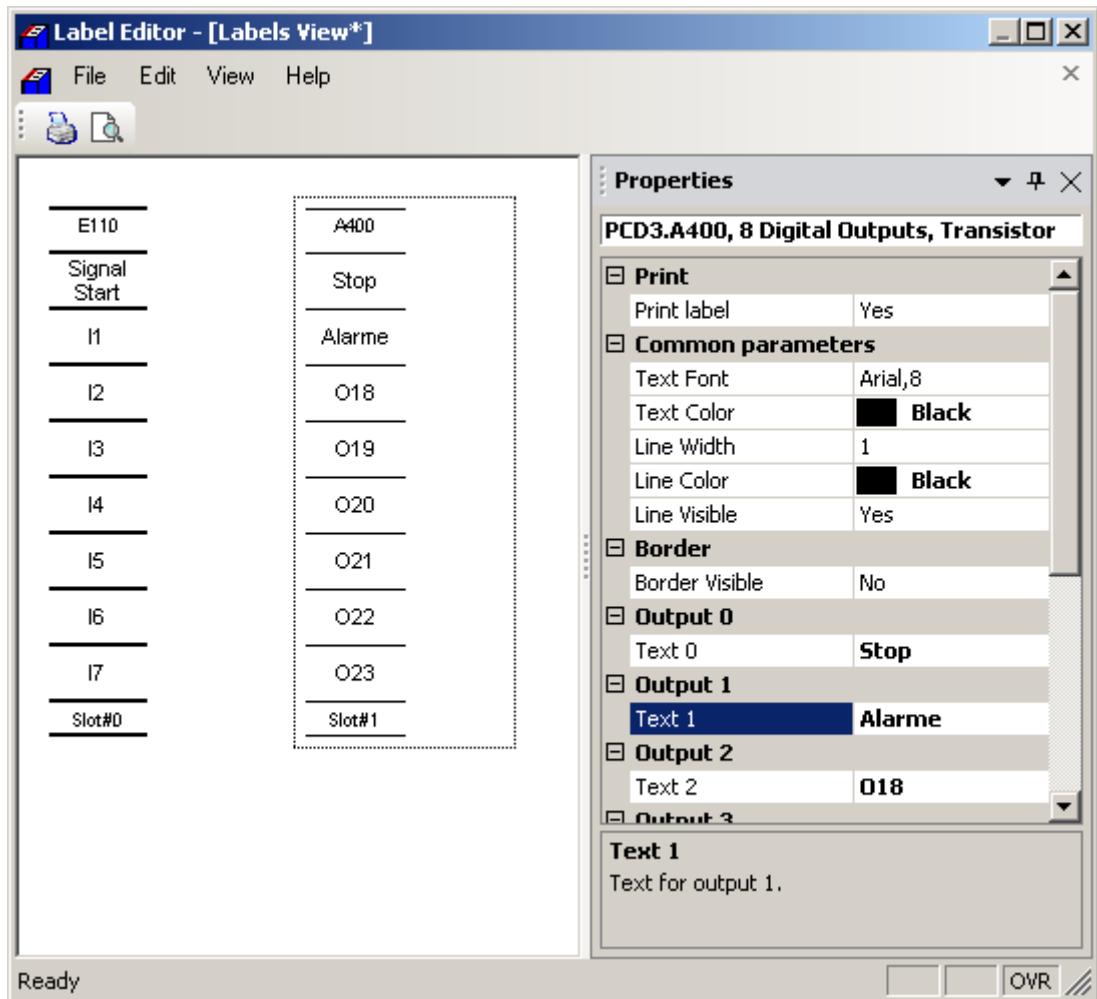 Label Editor - [Labels View*]
File Edit View Help
E110
Signal
Start
I1
I2
I3
I4
I5
I6
I7
Slot#0
A400
Stop
Alarme
O18
O19
O20
O21
O22
O23
Slot#1
Properties
PCD3.A400, 8 Digital Outputs, Transistor
Print
Print label Yes
Common parameters
Text Font Arial,8
Text Color Black
Line Width 1
Line Color Black
Line Visible Yes
Border
Border Visible No
Output 0
Text 0 Stop
Output 1
Text 1 Alarme
Output 2
Text 2 O18
Output 3
Text 1
Text for output 1.
Ready OVR